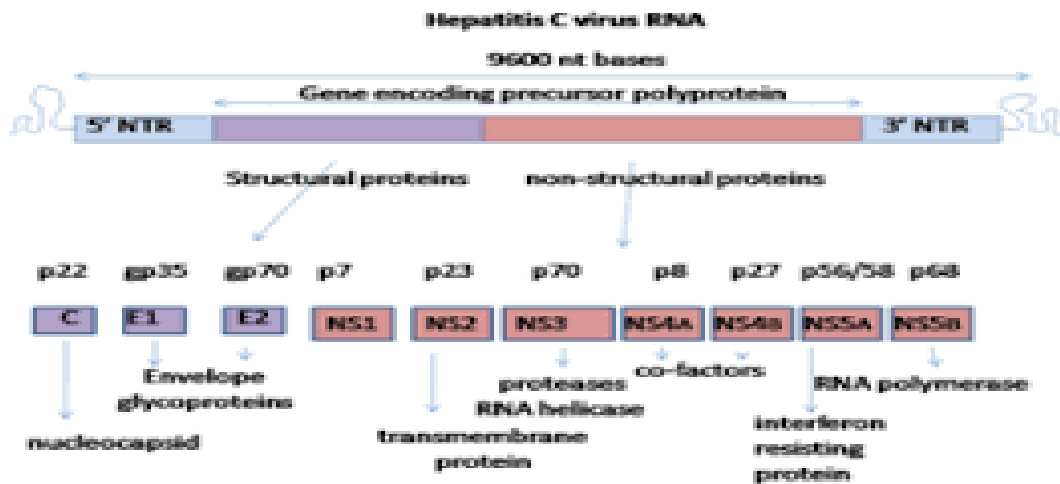 Hepatitis C virus RNA
9600 nt bases
Gene encoding precursor polyprotein
5' NTR 3' NTR
Structural proteins non-structural proteins
p22 gp35 gp70 p7 p23 p70 p8 p27 p56/58 p68
C E1 E2 NS1 NS2 NS3 NS4A NS4B NS5A NS5B
Envelope
glycoproteins
nucleocapsid
transmembrane
protein
proteases
RNA helicase
co-factors
interferon
resisting
protein
RNA polymerase